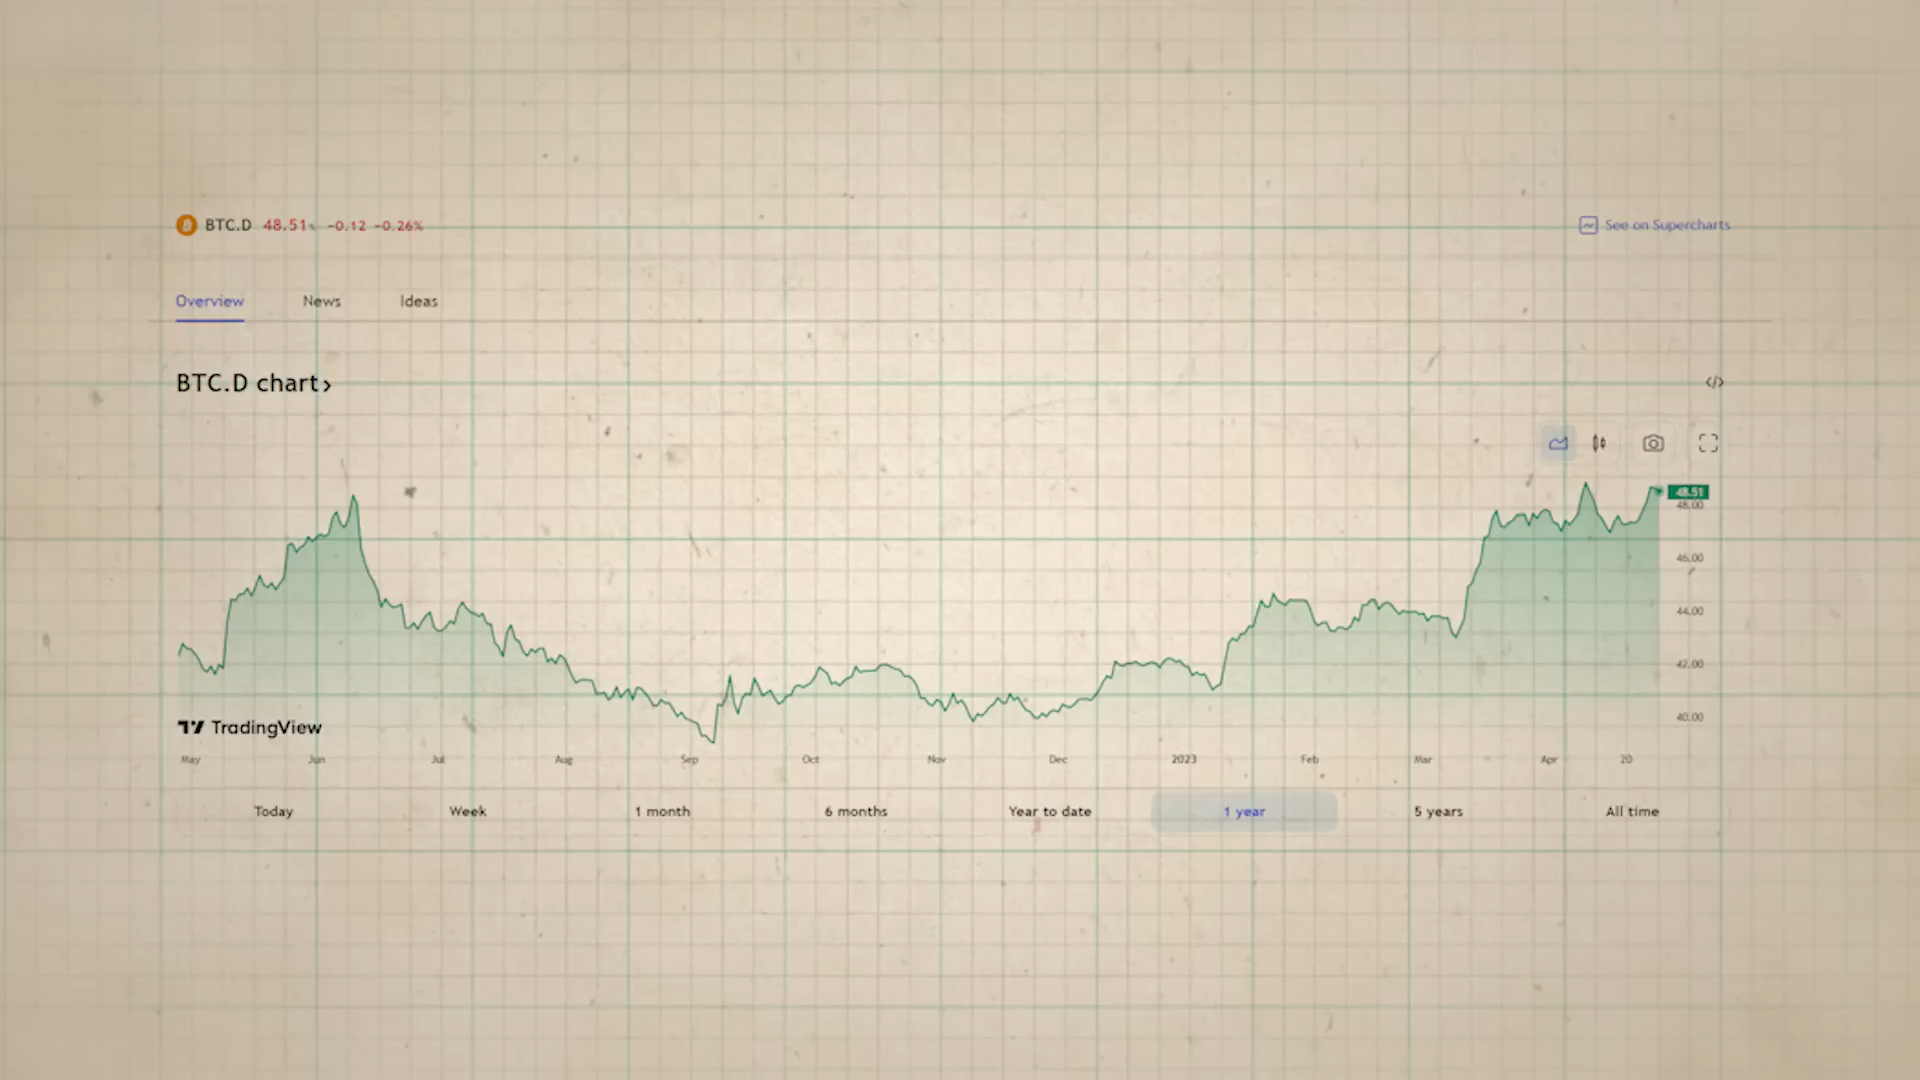 BTC.D 48.51% −0.12 −0.26%
See on Supercharts
Overview News Ideas
BTC.D chart›
</>
48.51
48.00
46.00
44.00
42.00
40.00
TradingView
May Jun Jul Aug Sep Oct Nov Dec 2023 Feb Mar Apr 20
Today Week 1 month 6 months Year to date 1 year 5 years All time